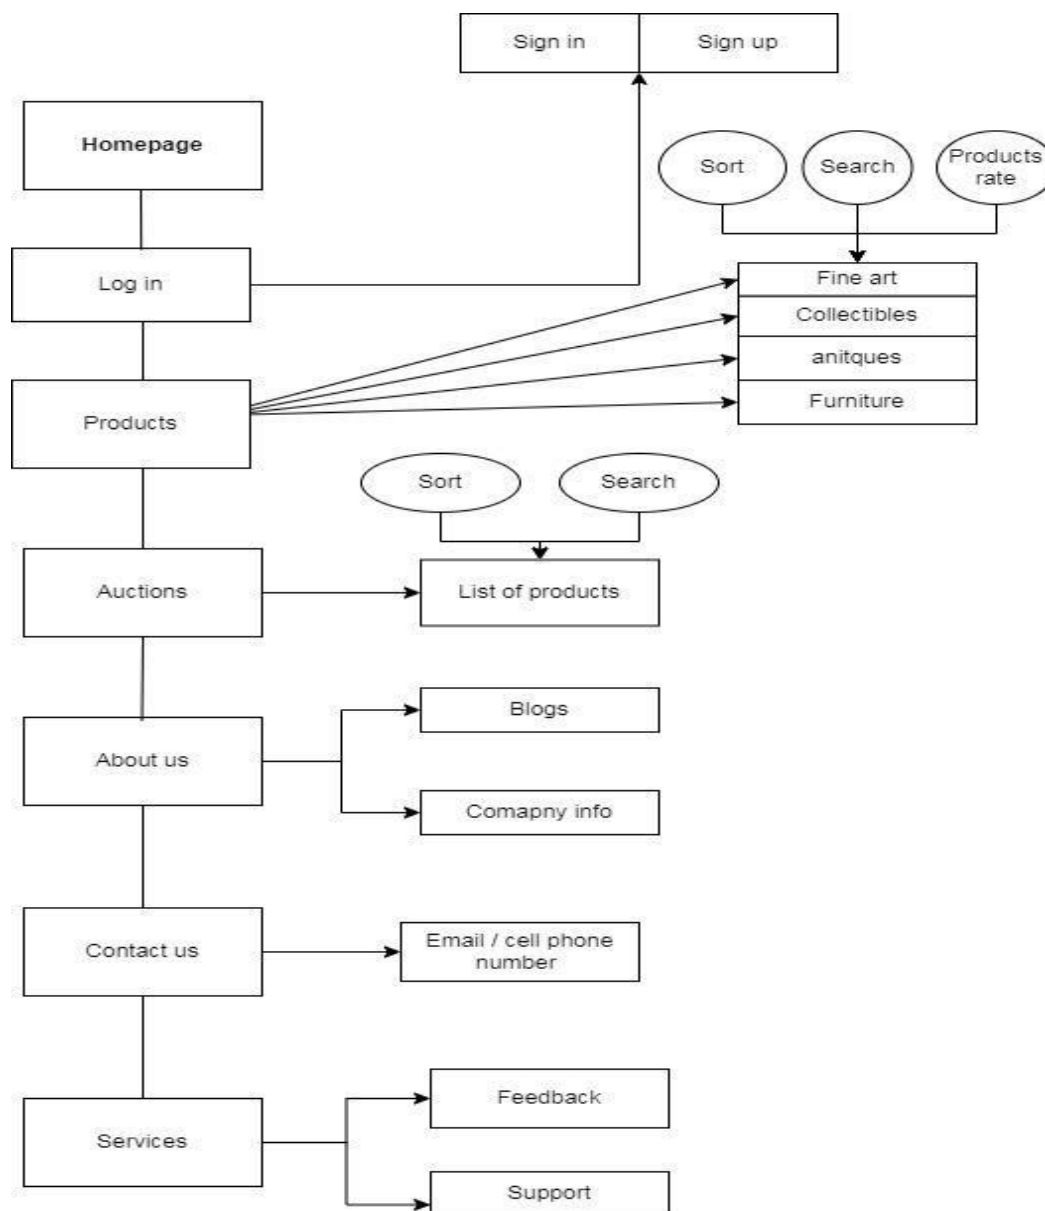 Sign in
Sign up
Homepage
Sort
Search
Products
rate
Log in
Fine art
Collectibles
anitques
Furniture
Products
Sort
Search
Auctions
List of products
Blogs
About us
Comapny info
Contact us
Email / cell phone
number
Feedback
Services
Support